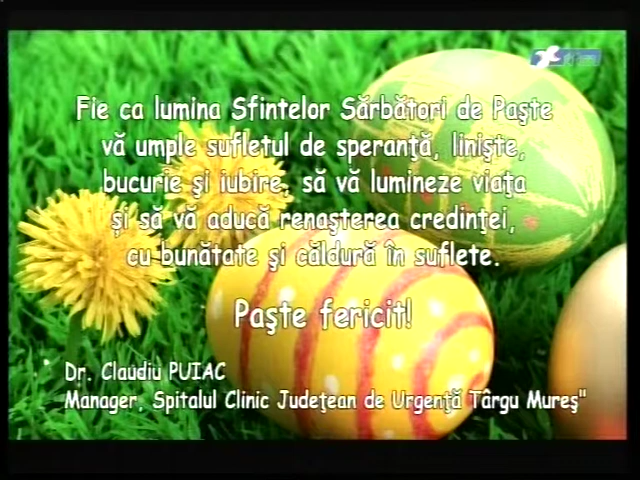 Fie ca lumina Sfintelor Sărbători de Paşte
vă umple sufletul de speranţă, linişte,
bucurie şi iubire, să vă lumineze viaţa
și să vă aducă renaşterea credinţei,
cu bunătate şi căldură în suflete.
Paşte fericit!
Dr. Claudiu PUIAC
Manager, Spitalul Clinic Judeţean de Urgenţă Târgu Mureş"